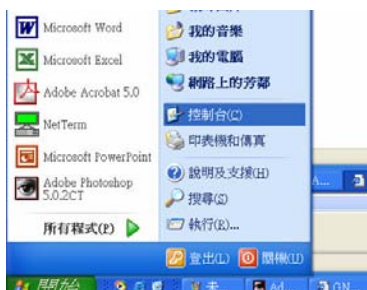 Microsoft Word
Microsoft Excel
Adobe Acrobat 5.0
NetTerm
Microsoft PowerPoint
Adobe Photoshop
5.0.2CT
所有程式(P)
我的音樂
我的電腦
網路上的芳鄰
控制台(C)
印表機和傳真
說明及支援(H)
搜尋(S)
執行(R)...
登出(L)
關機(U)
開始
A...
未
Ad
GN